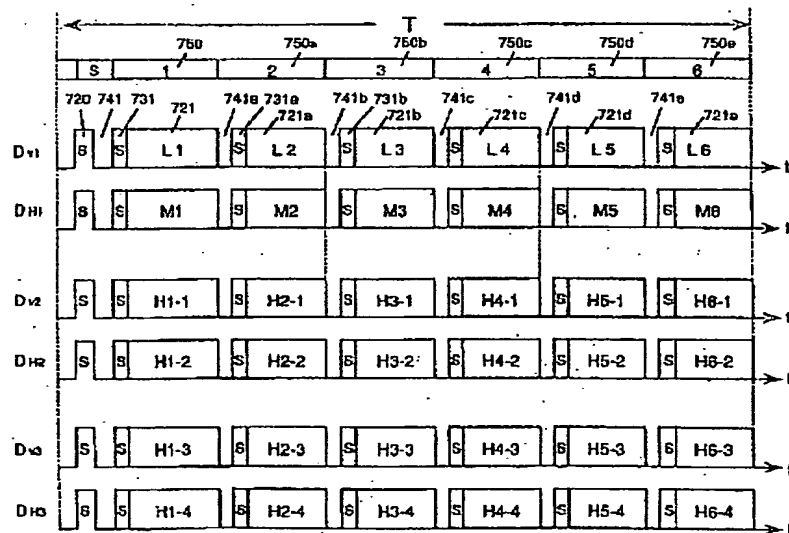 T
760 750a 750b 750c 750d 750e
S 1 2 3 4 5 6
720 741 731 721 741a 731a 721a 741b 731b 721b 741c 721c 741d 721d 741e 721e
DV1 S S L1 S L2 S L3 S L4 S L5 S L6 t
DH1 S S M1 S M2 S M3 S M4 S M5 S M6 t
DV2 S S H1-1 S H2-1 S H3-1 S H4-1 S H5-1 S H6-1 t
DH2 S S H1-2 S H2-2 S H3-2 S H4-2 S H5-2 S H6-2 t
DV3 S S H1-3 S H2-3 S H3-3 S H4-3 S H5-3 S H6-3 t
DH3 S S H1-4 S H2-4 S H3-4 S H4-4 S H5-4 S H6-4 t